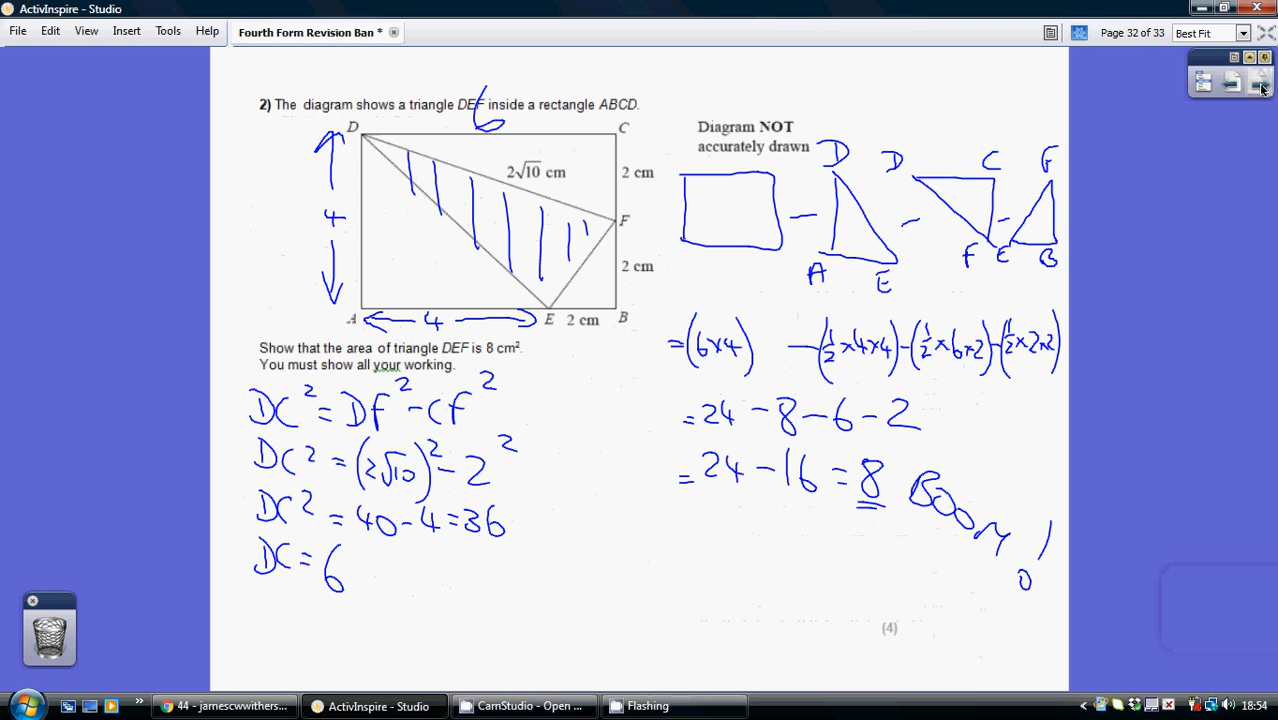 ActivInspire - Studio
File Edit View Insert Tools Help
Fourth Form Revision Ban *
Page 32 of 33
Best Fit
2) The diagram shows a triangle DEF inside a rectangle ABCD.
6
D
C
Diagram NOT
accurately drawn
2√10 cm
2 cm
4
F
2 cm
A
4
E
2 cm
B
D
A
E
D
C
F
F
E
B
Show that the area of triangle DEF is 8 cm².
You must show all your working.
DC² = DF² - CF²
DC² = (2√10)² - 2²
DC² = 40 - 4 = 36
DC = 6
= (6×4) - (½×4×4) - (½×6×2) - (½×2×2)
= 24 - 8 - 6 - 2
= 24 - 16 = 8 Boom!
(4)
44 - jamescwwithers...
ActivInspire - Studio
CamStudio - Open ...
Flashing
18:54